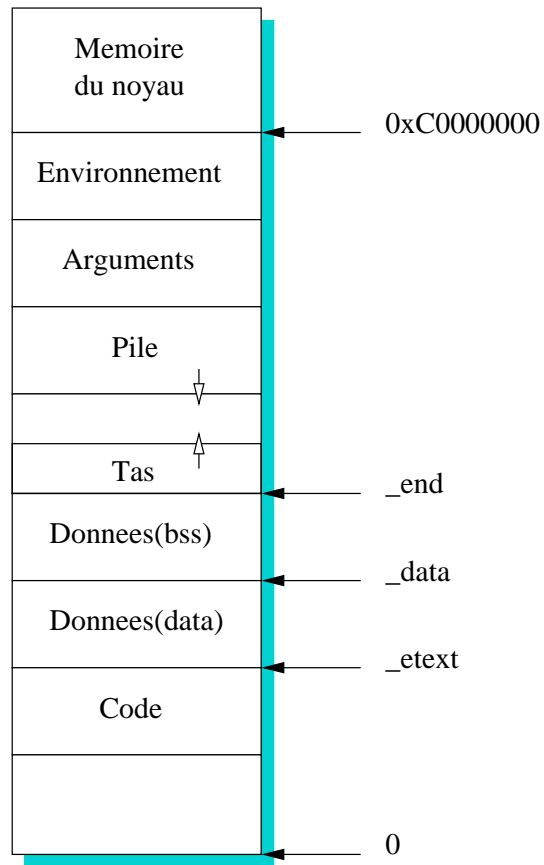 Memoire
du noyau
0xC0000000
Environnement
Arguments
Pile
Tas
_end
Donnees(bss)
_data
Donnees(data)
_etext
Code
0